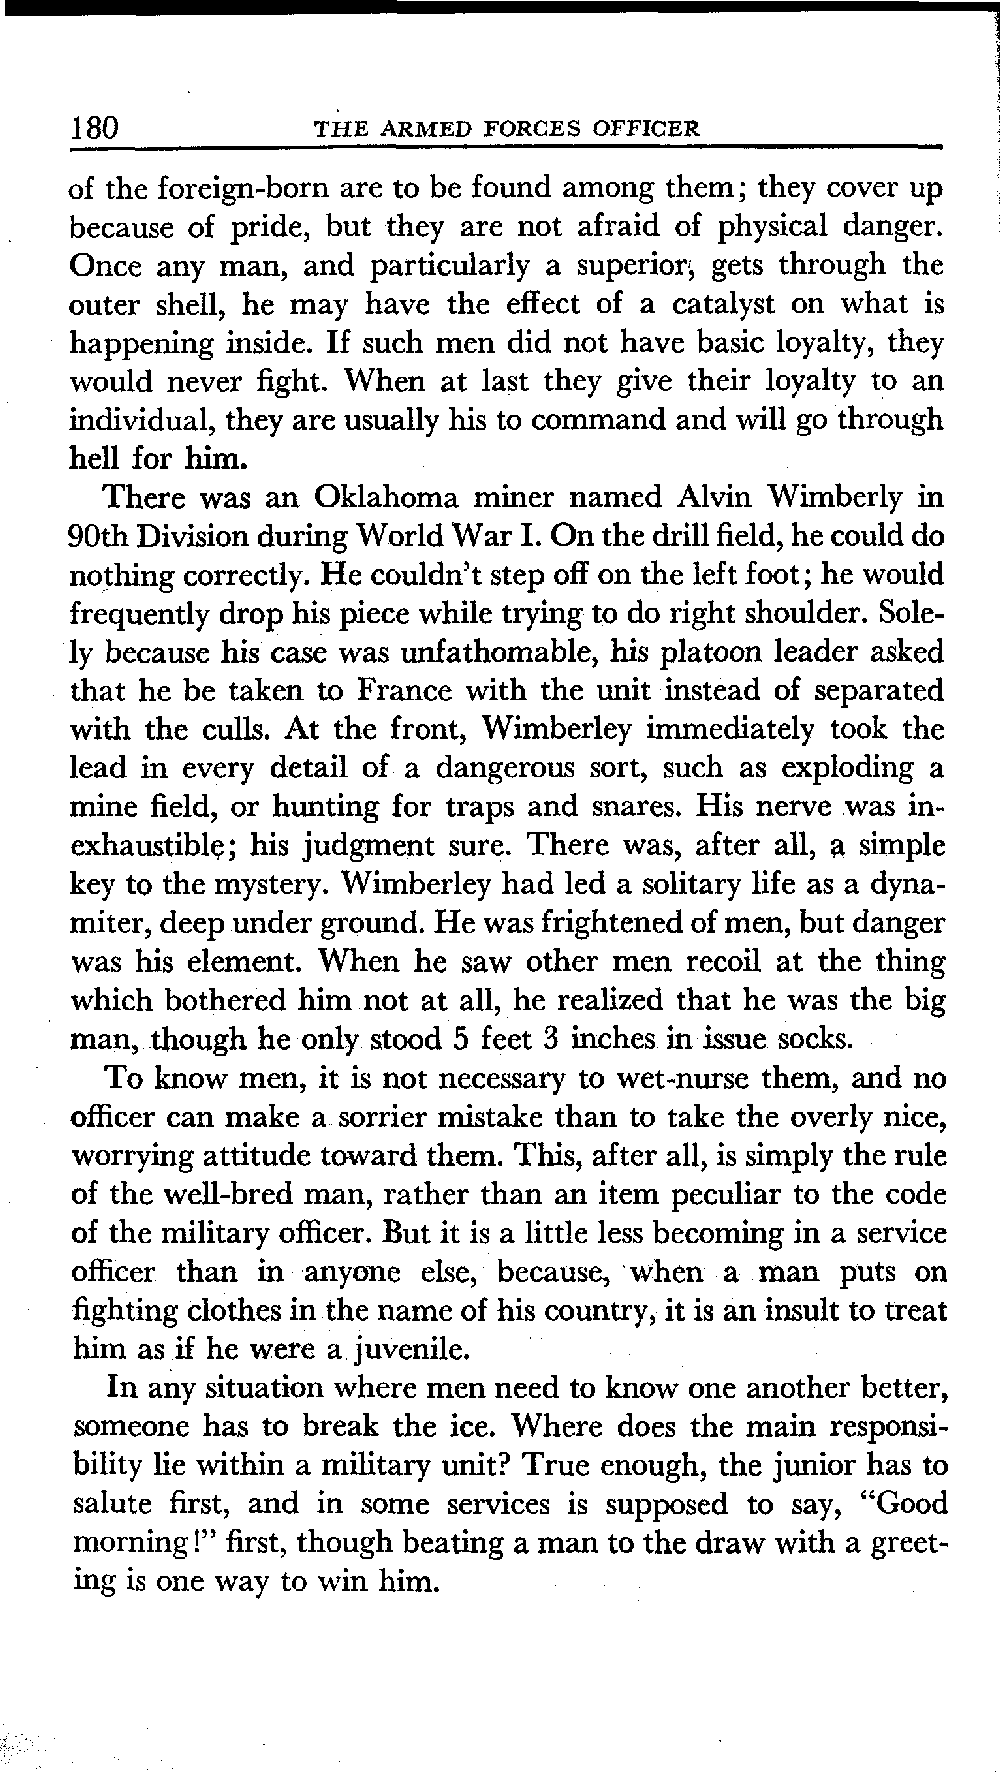 180 THE ARMED FORCES OFFICER
of the foreign-born are to be found among them; they cover up
because of pride, but they are not afraid of physical danger.
Once any man, and particularly a superior, gets through the
outer shell, he may have the effect of a catalyst on what is
happening inside. If such men did not have basic loyalty, they
would never fight. When at last they give their loyalty to an
individual, they are usually his to command and will go through
hell for him.
There was an Oklahoma miner named Alvin Wimberly in
90th Division during World War I. On the drill field, he could do
nothing correctly. He couldn't step off on the left foot; he would
frequently drop his piece while trying to do right shoulder. Sole-
ly because his case was unfathomable, his platoon leader asked
that he be taken to France with the unit instead of separated
with the culls. At the front, Wimberley immediately took the
lead in every detail of a dangerous sort, such as exploding a
mine field, or hunting for traps and snares. His nerve was in-
exhaustible; his judgment sure. There was, after all, a simple
key to the mystery. Wimberley had led a solitary life as a dyna-
miter, deep under ground. He was frightened of men, but danger
was his element. When he saw other men recoil at the thing
which bothered him not at all, he realized that he was the big
man, though he only stood 5 feet 3 inches in issue socks.
To know men, it is not necessary to wet-nurse them, and no
officer can make a sorrier mistake than to take the overly nice,
worrying attitude toward them. This, after all, is simply the rule
of the well-bred man, rather than an item peculiar to the code
of the military officer. But it is a little less becoming in a service
officer than in anyone else, because, when a man puts on
fighting clothes in the name of his country, it is an insult to treat
him as if he were a juvenile.
In any situation where men need to know one another better,
someone has to break the ice. Where does the main responsi-
bility lie within a military unit? True enough, the junior has to
salute first, and in some services is supposed to say, "Good
morning!" first, though beating a man to the draw with a greet-
ing is one way to win him.